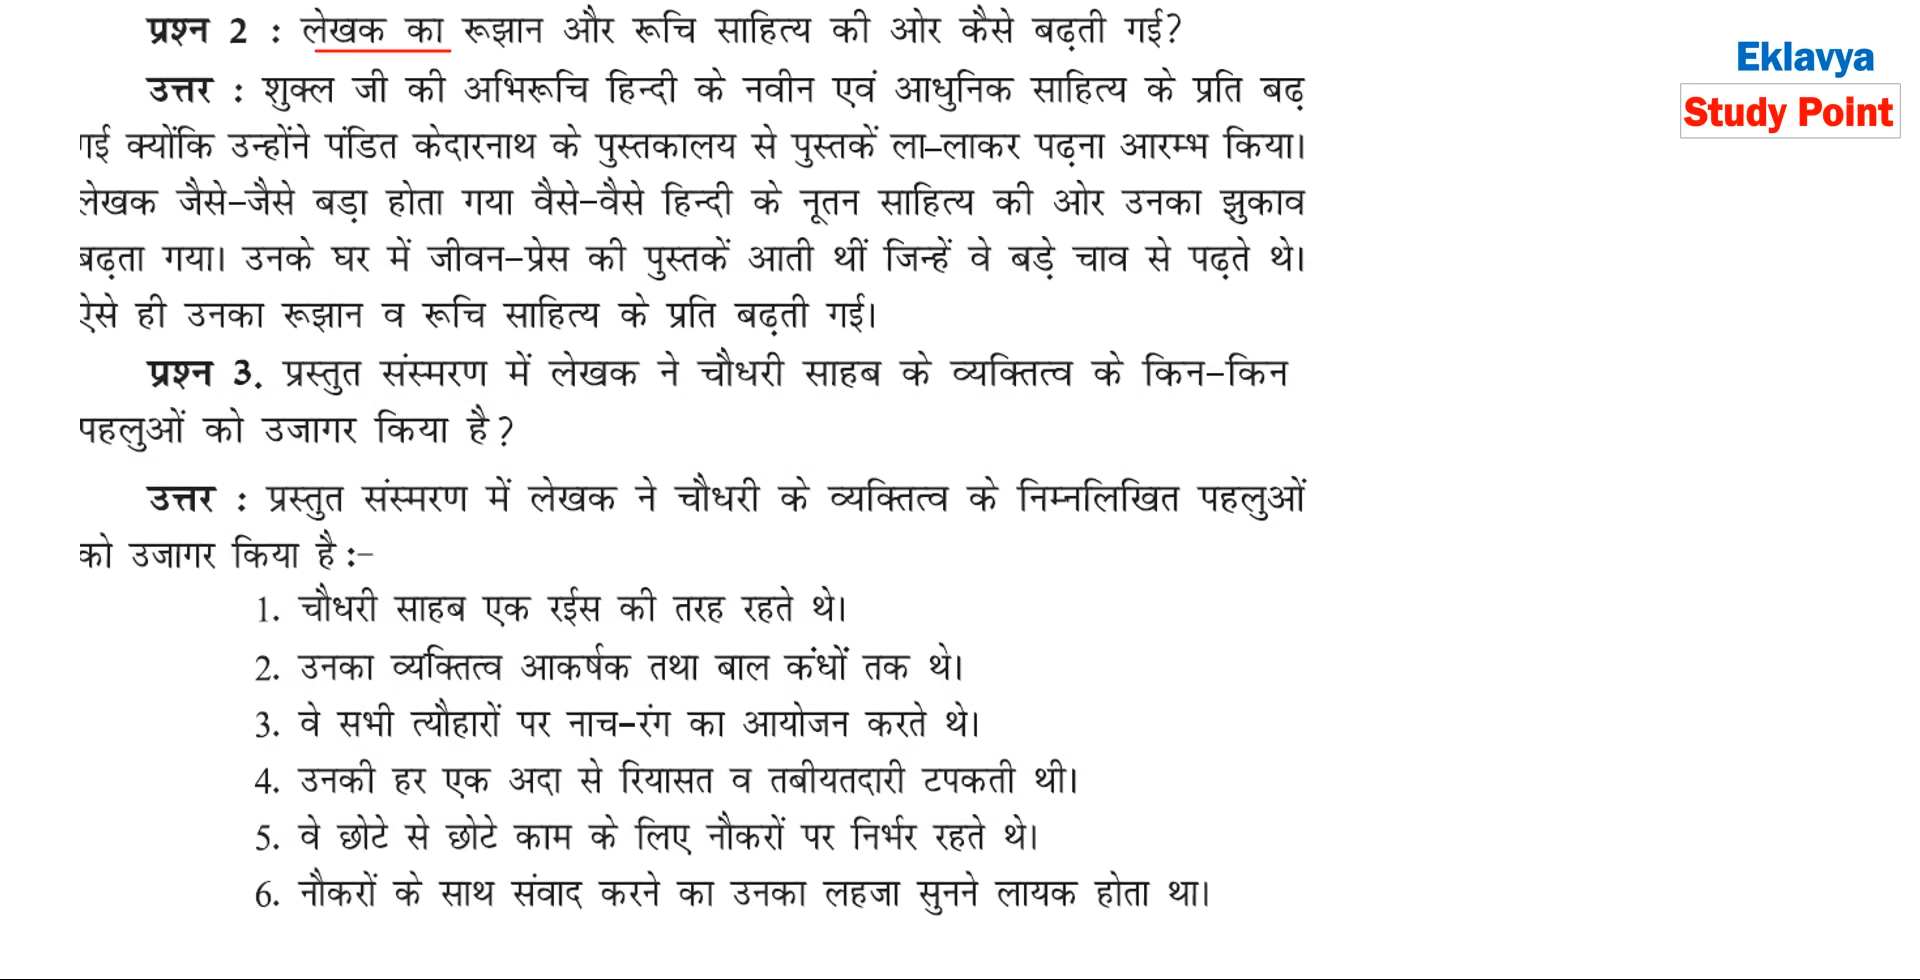 प्रश्न 2 : लेखक का रूझान और रूचि साहित्य की ओर कैसे बढ़ती गई?
Eklavya
Study Point
उत्तर : शुक्ल जी की अभिरूचि हिन्दी के नवीन एवं आधुनिक साहित्य के प्रति बढ़
गई क्योंकि उन्होंने पंडित केदारनाथ के पुस्तकालय से पुस्तकें ला–लाकर पढ़ना आरम्भ किया।
लेखक जैसे–जैसे बड़ा होता गया वैसे–वैसे हिन्दी के नूतन साहित्य की ओर उनका झुकाव
बढ़ता गया। उनके घर में जीवन–प्रेस की पुस्तकें आती थीं जिन्हें वे बड़े चाव से पढ़ते थे।
ऐसे ही उनका रूझान व रूचि साहित्य के प्रति बढ़ती गई।
प्रश्न 3. प्रस्तुत संस्मरण में लेखक ने चौधरी साहब के व्यक्तित्व के किन–किन
पहलुओं को उजागर किया है?
उत्तर : प्रस्तुत संस्मरण में लेखक ने चौधरी के व्यक्तित्व के निम्नलिखित पहलुओं
को उजागर किया है :–
1. चौधरी साहब एक रईस की तरह रहते थे।
2. उनका व्यक्तित्व आकर्षक तथा बाल कंधों तक थे।
3. वे सभी त्यौहारों पर नाच–रंग का आयोजन करते थे।
4. उनकी हर एक अदा से रियासत व तबीयतदारी टपकती थी।
5. वे छोटे से छोटे काम के लिए नौकरों पर निर्भर रहते थे।
6. नौकरों के साथ संवाद करने का उनका लहजा सुनने लायक होता था।